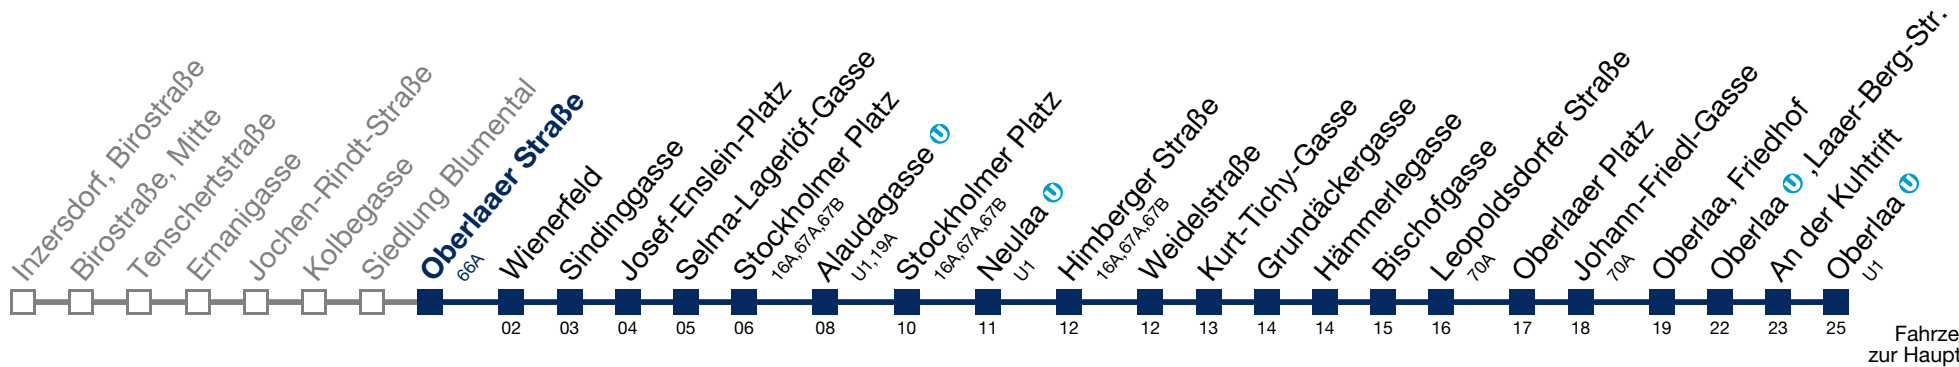 Inzersdorf, Birostraße
Birostraße, Mitte
Tenschertstraße
Ernanigasse
Jochen-Rindt-Straße
Kolbegasse
Siedlung Blumental
Oberlaaer Straße
66A
Wienerfeld
02
Sindinggasse
03
Josef-Enslein-Platz
04
Selma-Lagerlöf-Gasse
05
Stockholmer Platz
16A,67A,67B
06
Alaudagasse U
U1, 19A
08
Stockholmer Platz
16A,67A,67B
10
Neulaa U
U1
11
Himberger Straße
16A,67A,67B
12
Weidelstraße
12
Kurt-Tichy-Gasse
13
Grundäckergasse
14
Hämmerlegasse
14
Bischofgasse
15
Leopoldsdorfer Straße
70A
16
Oberlaaer Platz
17
Johann-Friedl-Gasse
70A
18
Oberlaa, Friedhof
19
Oberlaa U ,Laaer-Berg-Str.
22
An der Kuhtrift
23
Oberlaa U
U1
25
Fahrze
zur Haupt